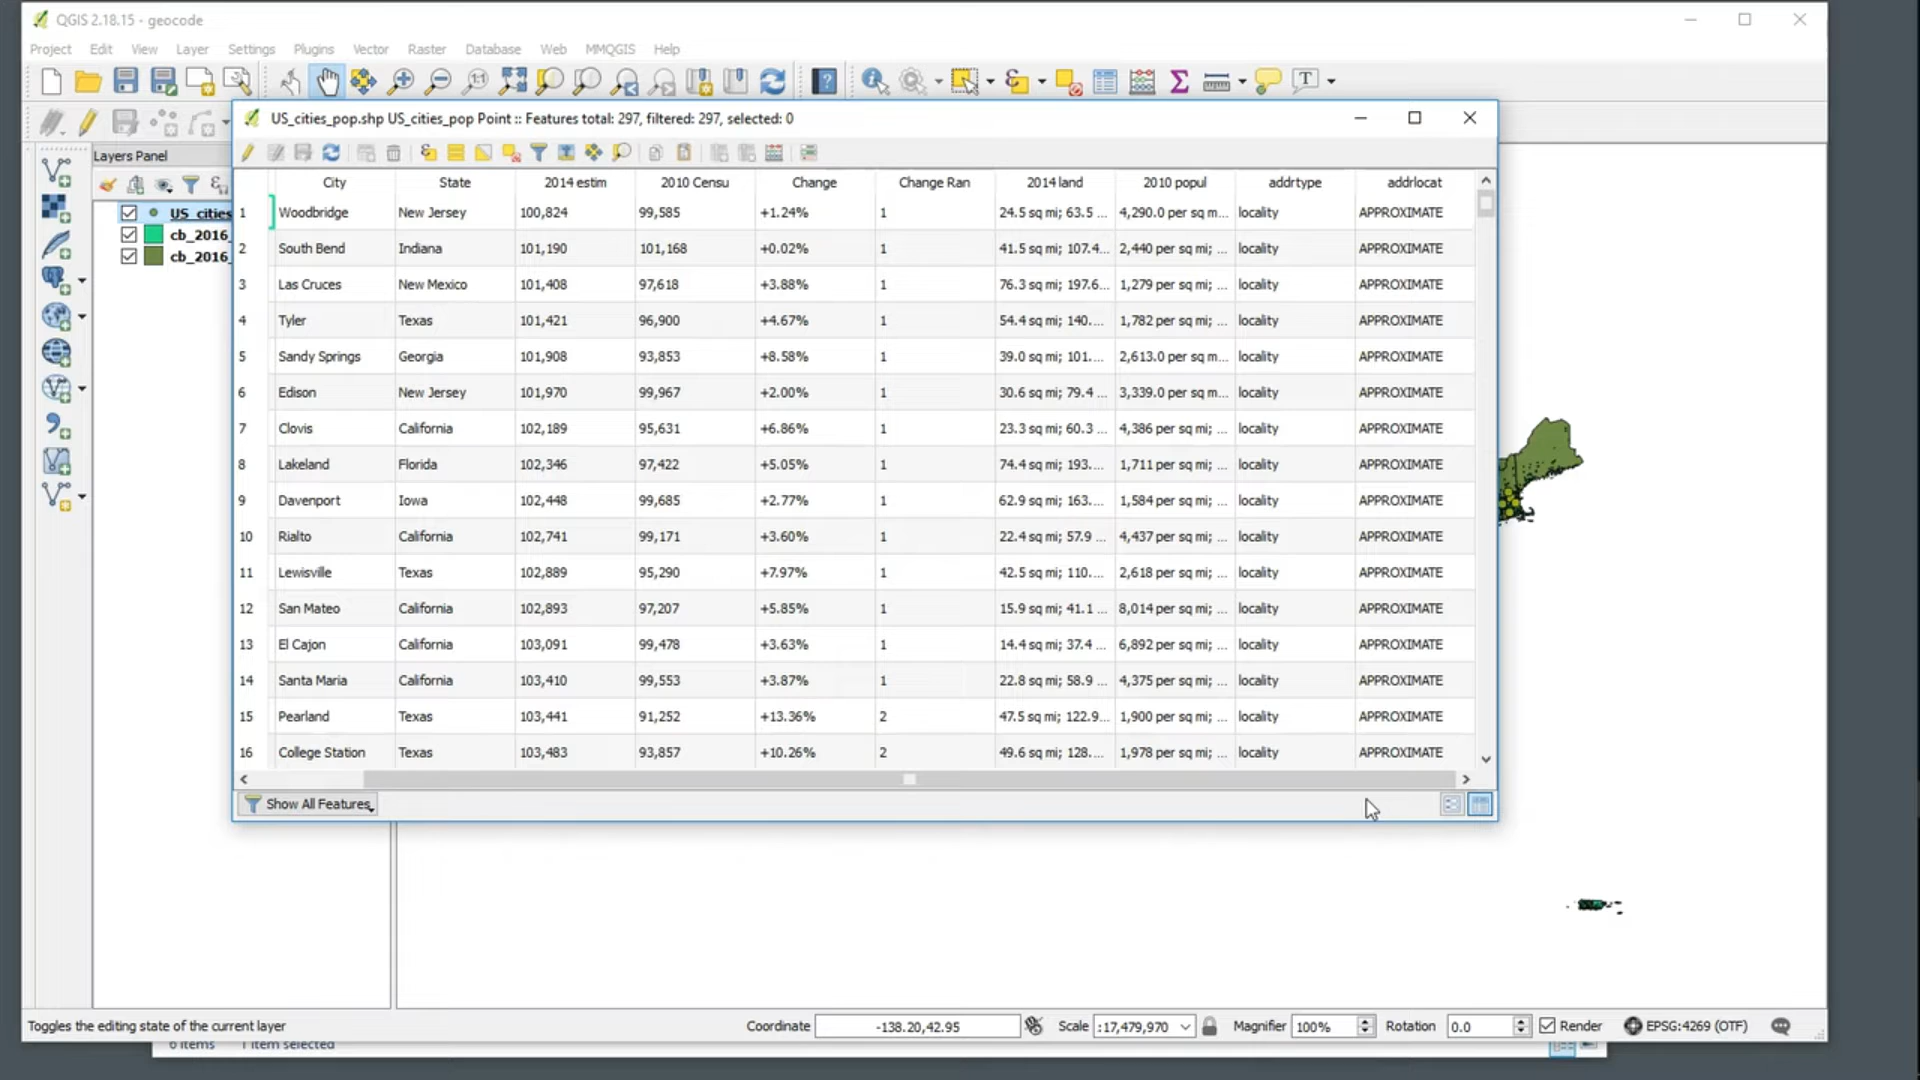 QGIS 2.18.15 - geocode
Project Edit View Layer Settings Plugins Vector Raster Database Web MMQGIS Help
US_cities_pop.shp US_cities_pop Point :: Features total: 297, filtered: 297, selected: 0
Layers Panel
US_cities
cb_2016_
cb_2016_
City State 2014 estim 2010 Censu Change Change Ran 2014 land 2010 popul addrtype addrlocat
1 Woodbridge New Jersey 100,824 99,585 +1.24% 1 24.5 sq mi; 63.5 ... 4,290.0 per sq m... locality APPROXIMATE
2 South Bend Indiana 101,190 101,168 +0.02% 1 41.5 sq mi; 107.4... 2,440 per sq mi; ... locality APPROXIMATE
3 Las Cruces New Mexico 101,408 97,618 +3.88% 1 76.3 sq mi; 197.6... 1,279 per sq mi; ... locality APPROXIMATE
4 Tyler Texas 101,421 96,900 +4.67% 1 54.4 sq mi; 140.... 1,782 per sq mi; ... locality APPROXIMATE
5 Sandy Springs Georgia 101,908 93,853 +8.58% 1 39.0 sq mi; 101.... 2,613.0 per sq m... locality APPROXIMATE
6 Edison New Jersey 101,970 99,967 +2.00% 1 30.6 sq mi; 79.4 ... 3,339.0 per sq m... locality APPROXIMATE
7 Clovis California 102,189 95,631 +6.86% 1 23.3 sq mi; 60.3 ... 4,386 per sq mi; ... locality APPROXIMATE
8 Lakeland Florida 102,346 97,422 +5.05% 1 74.4 sq mi; 193.... 1,711 per sq mi; ... locality APPROXIMATE
9 Davenport Iowa 102,448 99,685 +2.77% 1 62.9 sq mi; 163.... 1,584 per sq mi; ... locality APPROXIMATE
10 Rialto California 102,741 99,171 +3.60% 1 22.4 sq mi; 57.9 ... 4,437 per sq mi; ... locality APPROXIMATE
11 Lewisville Texas 102,889 95,290 +7.97% 1 42.5 sq mi; 110.... 2,618 per sq mi; ... locality APPROXIMATE
12 San Mateo California 102,893 97,207 +5.85% 1 15.9 sq mi; 41.1 ... 8,014 per sq mi; ... locality APPROXIMATE
13 El Cajon California 103,091 99,478 +3.63% 1 14.4 sq mi; 37.4 ... 6,892 per sq mi; ... locality APPROXIMATE
14 Santa Maria California 103,410 99,553 +3.87% 1 22.8 sq mi; 58.9 ... 4,375 per sq mi; ... locality APPROXIMATE
15 Pearland Texas 103,441 91,252 +13.36% 2 47.5 sq mi; 122.9... 1,900 per sq mi; ... locality APPROXIMATE
16 College Station Texas 103,483 93,857 +10.26% 2 49.6 sq mi; 128.... 1,978 per sq mi; ... locality APPROXIMATE
Show All Features
Toggles the editing state of the current layer Coordinate -138.20,42.95 Scale :17,479,970 Magnifier 100% Rotation 0.0 Render EPSG:4269 (OTF)
6 items 1 item selected